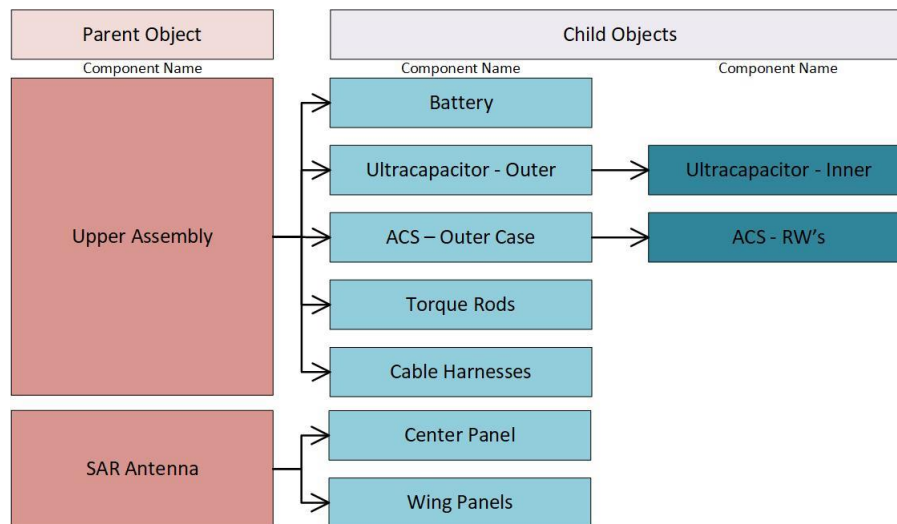 Parent Object
Child Objects
Component Name
Component Name
Component Name
Upper Assembly
Battery
Ultracapacitor - Outer
Ultracapacitor - Inner
ACS – Outer Case
ACS - RW's
Torque Rods
Cable Harnesses
SAR Antenna
Center Panel
Wing Panels